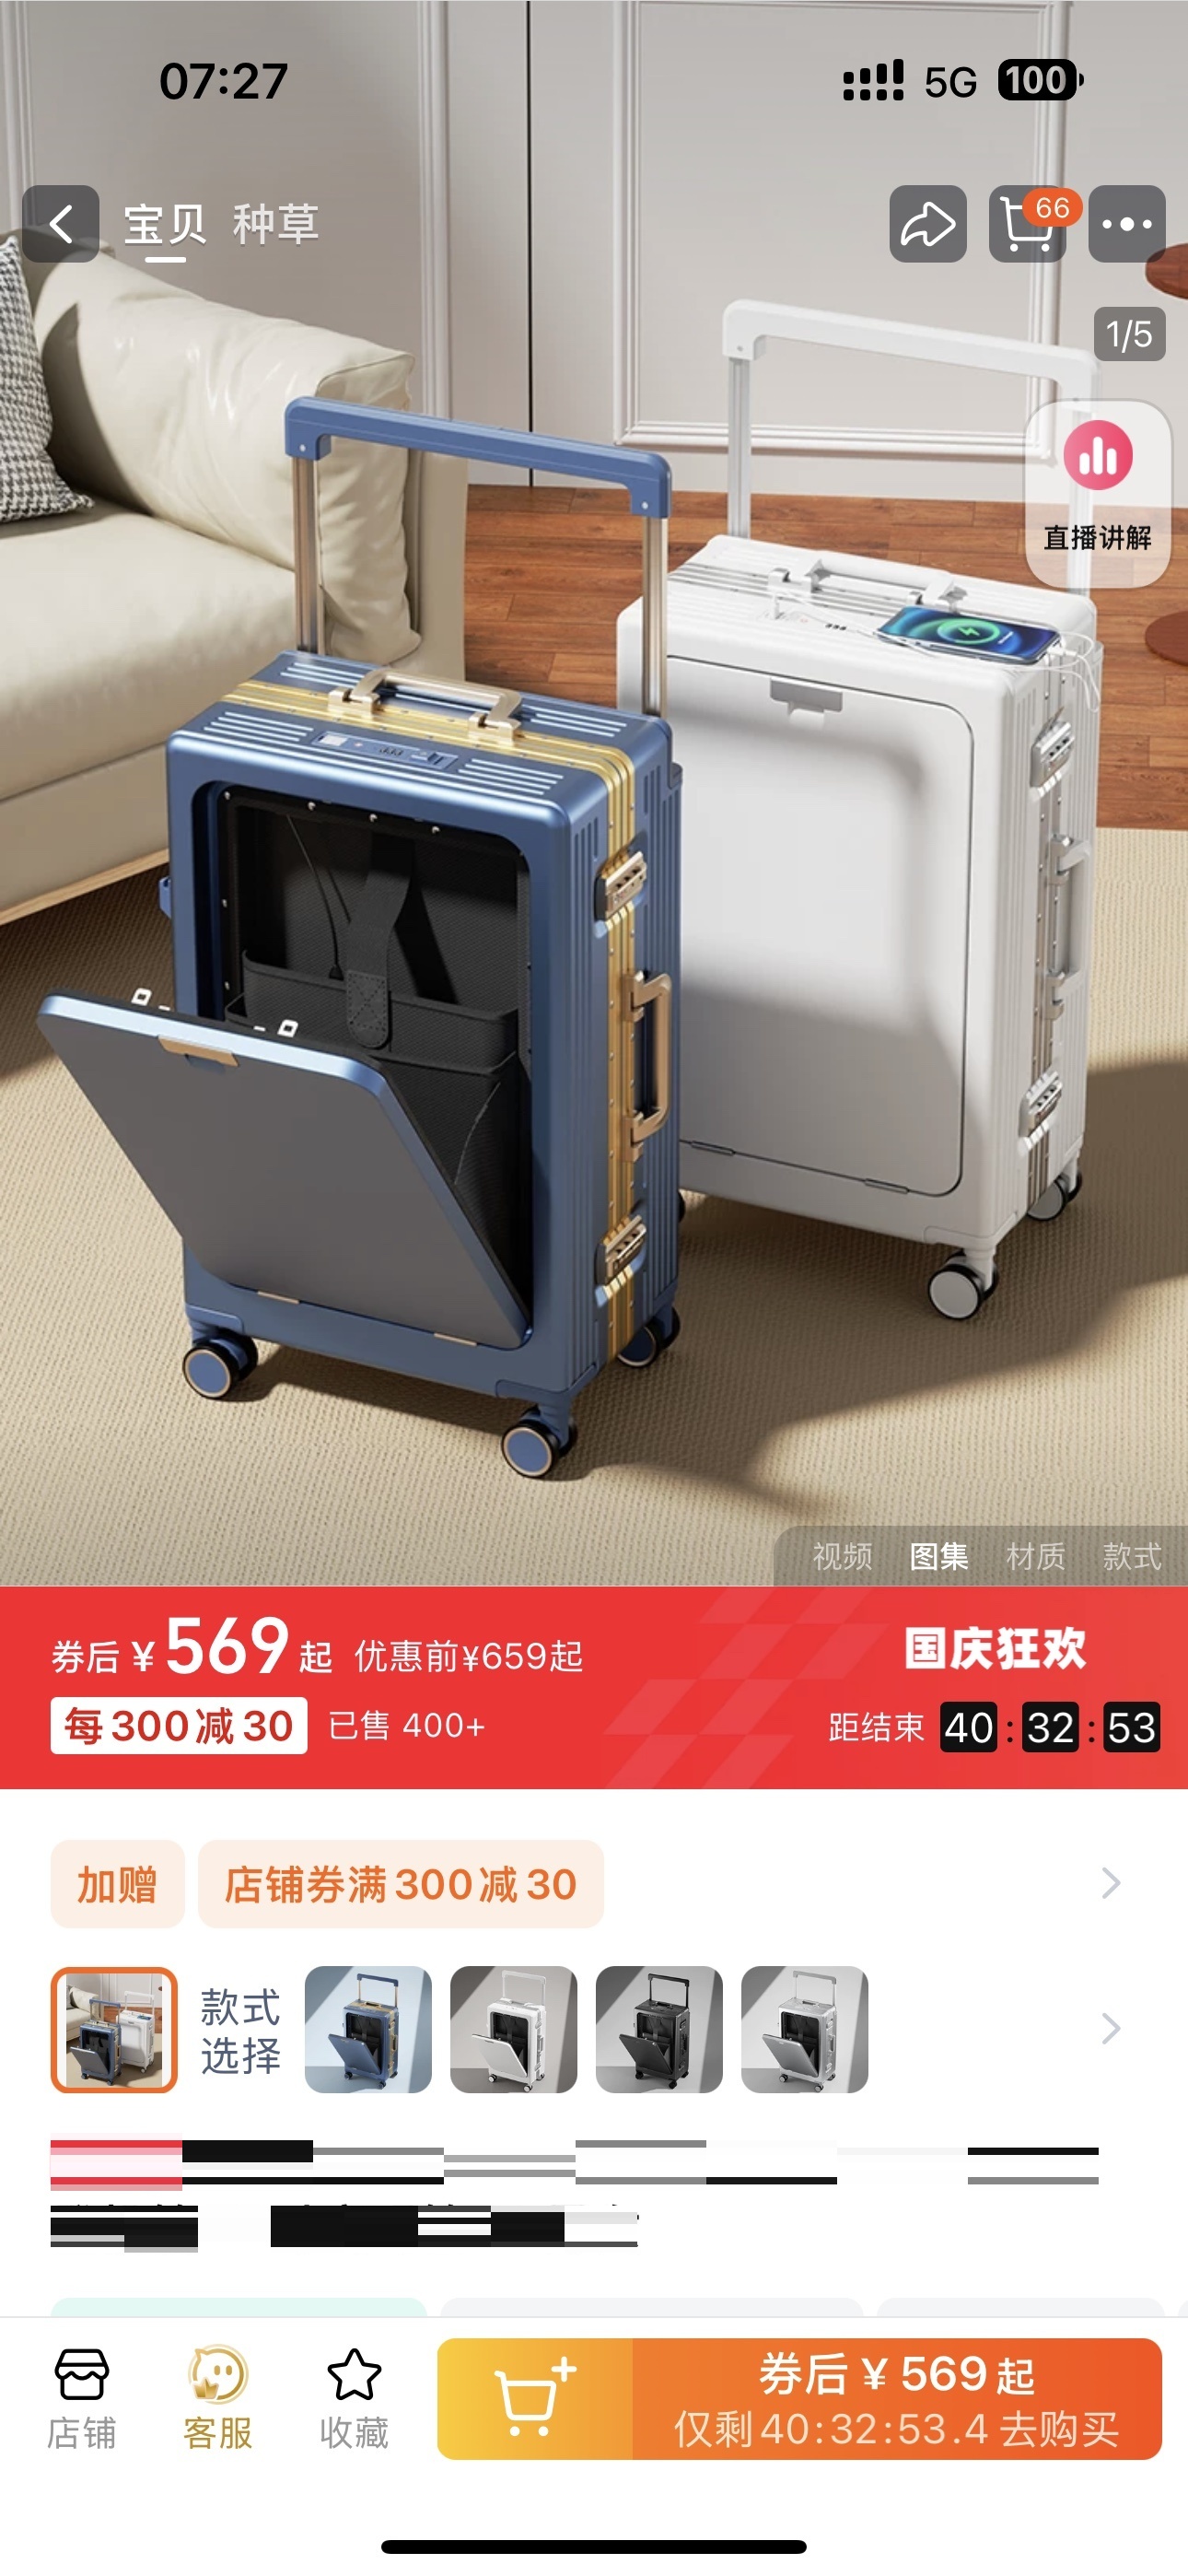 07:27
5G 100
宝贝 种草
66
1/5
直播讲解
视频 图集 材质 款式
券后 ¥569起 优惠前¥659起
国庆狂欢
每300减30 已售 400+
距结束 40:32:53
加赠 店铺券满300减30
款式
选择
店铺 客服 收藏
券后 ¥569起
仅剩40:32:53.4 去购买